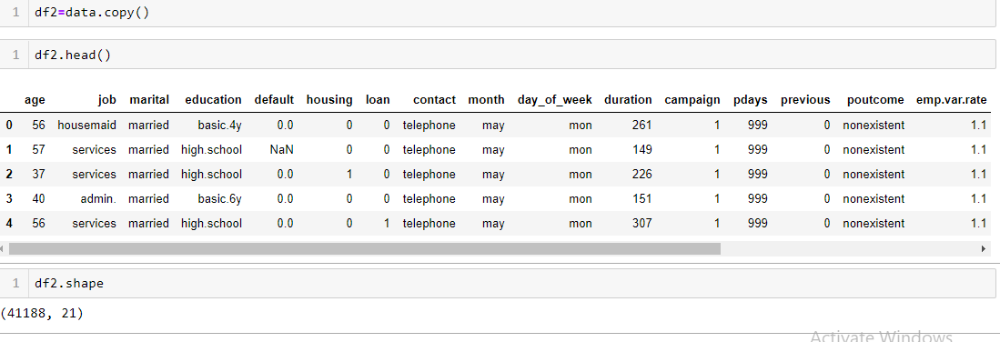 1 df2=data.copy()
1 df2.head()
age job marital education default housing loan contact month day_of_week duration campaign pdays previous poutcome emp.var.rate
0 56 housemaid married basic.4y 0.0 0 0 telephone may mon 261 1 999 0 nonexistent 1.1
1 57 services married high.school NaN 0 0 telephone may mon 149 1 999 0 nonexistent 1.1
2 37 services married high.school 0.0 1 0 telephone may mon 226 1 999 0 nonexistent 1.1
3 40 admin. married basic.6y 0.0 0 0 telephone may mon 151 1 999 0 nonexistent 1.1
4 56 services married high.school 0.0 0 1 telephone may mon 307 1 999 0 nonexistent 1.1
1 df2.shape
(41188, 21)
Activate Windows